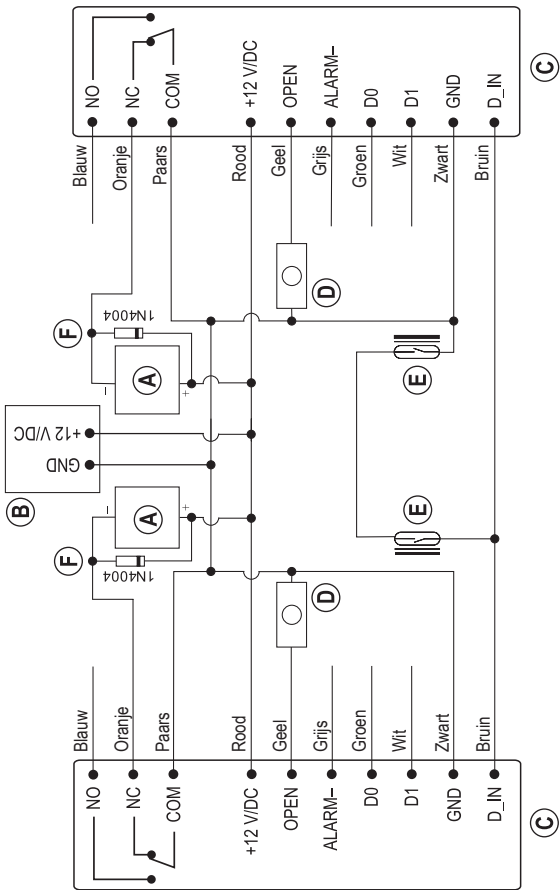 C
NO
NC
COM
+12 V/DC
OPEN
ALARM–
D0
D1
GND
D_IN
Blauw
Oranje
Paars
Rood
Geel
Grijs
Groen
Wit
Zwart
Bruin
F
1N4004
A
– +
D
E
B
GND
+12 V/DC
F
1N4004
A
– +
D
E
Blauw
Oranje
Paars
Rood
Geel
Grijs
Groen
Wit
Zwart
Bruin
NO
NC
COM
+12 V/DC
OPEN
ALARM–
D0
D1
GND
D_IN
C